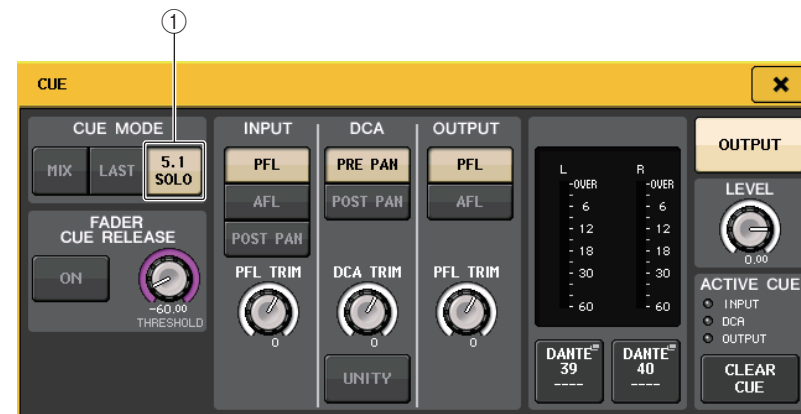 ①
CUE
CUE MODE
MIX
LAST
5.1
SOLO
FADER
CUE RELEASE
ON
-60.00
THRESHOLD
INPUT
PFL
AFL
POST PAN
PFL TRIM
0
DCA
PRE PAN
POST PAN
DCA TRIM
0
UNITY
OUTPUT
PFL
AFL
PFL TRIM
0
L
-OVER
- 6
- 12
- 18
- 30
- 60
R
-OVER
- 6
- 12
- 18
- 30
- 60
DANTE
39
----
DANTE
40
----
OUTPUT
LEVEL
0.00
ACTIVE CUE
INPUT
DCA
OUTPUT
CLEAR
CUE